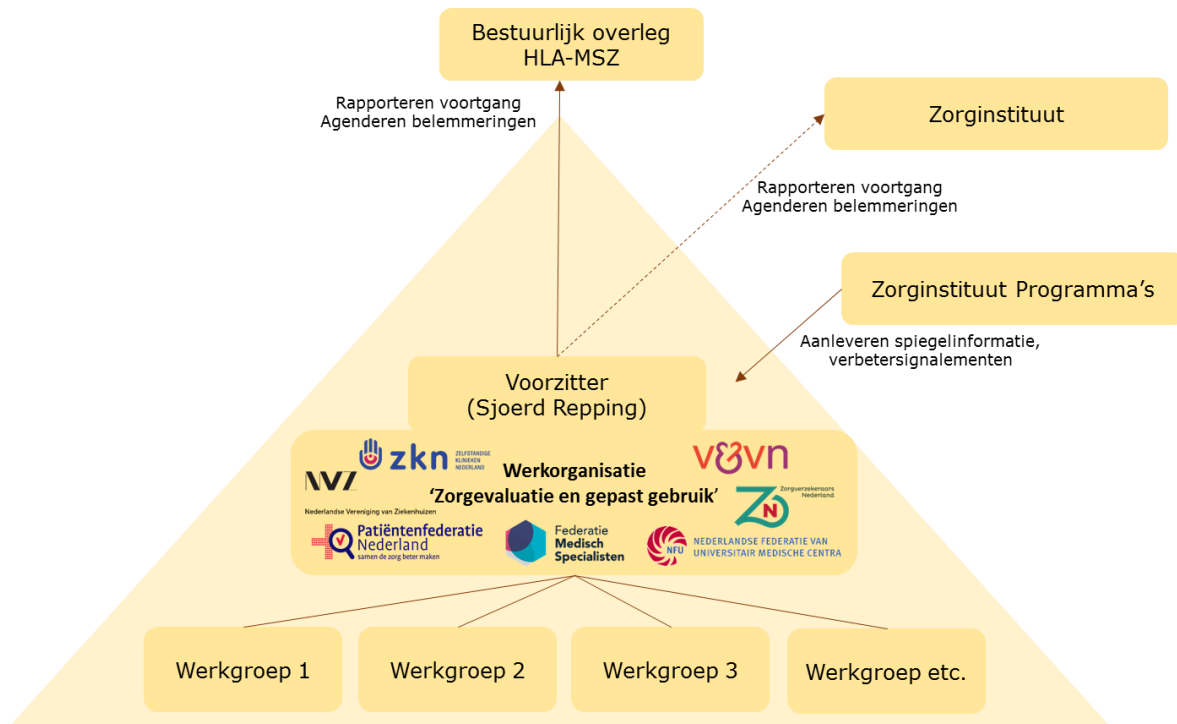 Bestuurlijk overleg
HLA-MSZ
Rapporteren voortgang
Agenderen belemmeringen
Zorginstituut
Rapporteren voortgang
Agenderen belemmeringen
Zorginstituut Programma’s
Aanleveren spiegelinformatie,
verbetersignalementen
Voorzitter
(Sjoerd Repping)
zkn
ZELFSTANDIGE
KLINIEKEN
NEDERLAND
v&vn
Werkorganisatie
‘Zorgevaluatie en gepast gebruik’
NVZ
Nederlandse Vereniging van Ziekenhuizen
Zorgverzekeraars
Nederland
ZN
Patiëntenfederatie
Nederland
samen de zorg beter maken
Federatie
Medisch
Specialisten
NFU
NEDERLANDSE FEDERATIE VAN
UNIVERSITAIR MEDISCHE CENTRA
Werkgroep 1
Werkgroep 2
Werkgroep 3
Werkgroep etc.